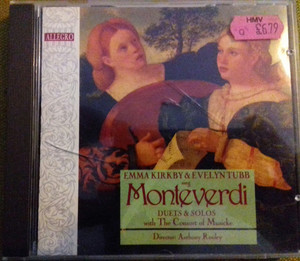 ALLEGRO
HMV
£6.79
EMMA KIRKBY & EVELYN TUBB
sing
Monteverdi
DUETS & SOLOS
with The Consort of Musicke
Director Anthony Rooley